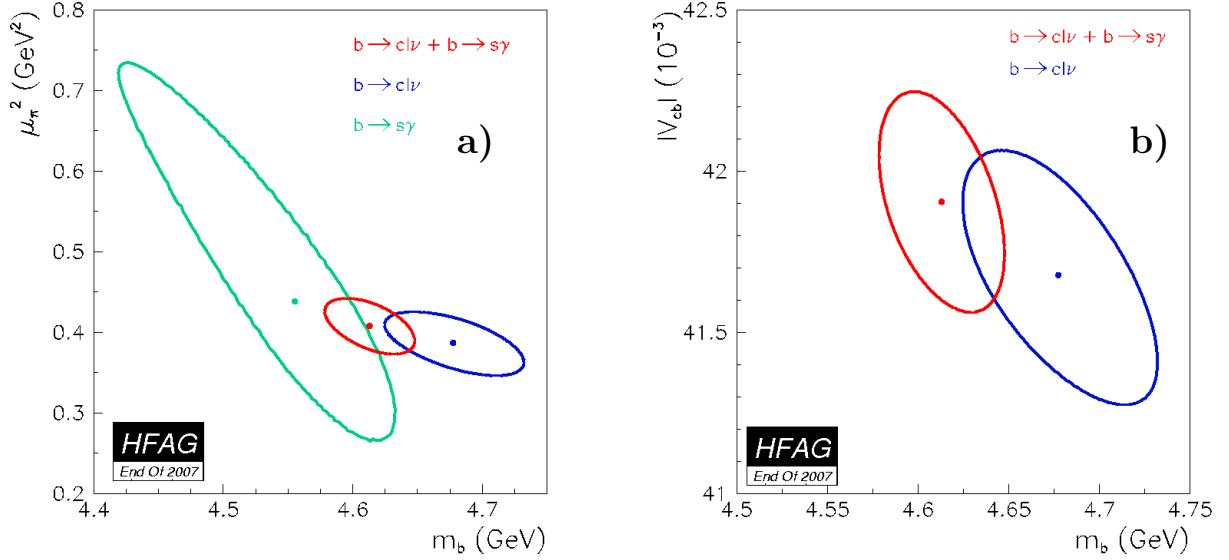 a)
μπ² (GeV²)
0.8
0.7
0.6
0.5
0.4
0.3
0.2
b → clν + b → sγ
b → clν
b → sγ
HFAG
End Of 2007
4.4
4.5
4.6
4.7
m_b (GeV)
b)
|V_cb| (10⁻³)
42.5
42
41.5
41
b → clν + b → sγ
b → clν
HFAG
End Of 2007
4.5
4.55
4.6
4.65
4.7
4.75
m_b (GeV)